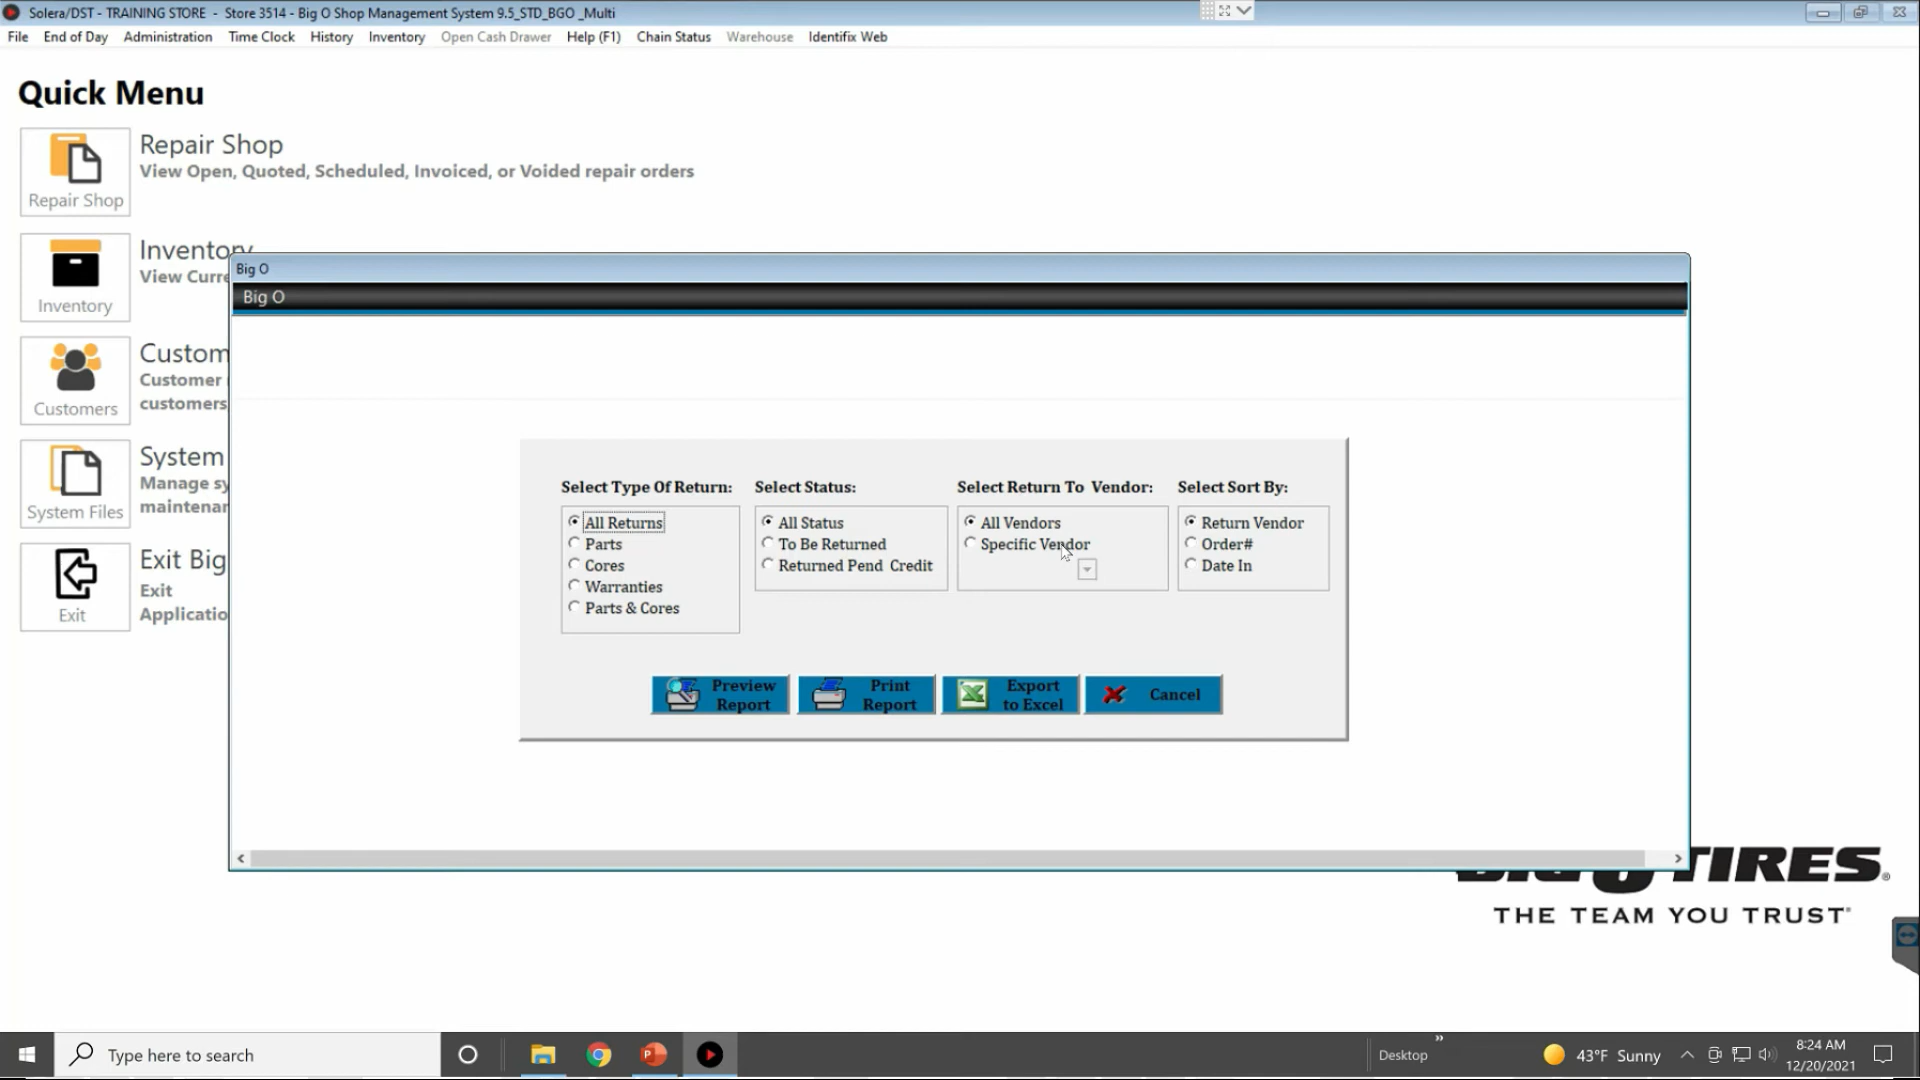 Solera/DST - TRAINING STORE - Store 3514 - Big O Shop Management System 9.5_STD_BGO _Multi
File End of Day Administration Time Clock History Inventory Open Cash Drawer Help (F1) Chain Status Warehouse Identifix Web
Quick Menu
Repair Shop
View Open, Quoted, Scheduled, Invoiced, or Voided repair orders
Repair Shop
Inventory
View Curre
Inventory
Custom
Customer
customers
Customers
System
Manage sy
maintenan
System Files
Exit Big
Exit
Applicatio
Exit
Big O
Big O
Select Type Of Return: Select Status: Select Return To Vendor: Select Sort By:
All Returns All Status All Vendors Return Vendor
Parts To Be Returned Specific Vendor Order#
Cores Returned Pend Credit Date In
Warranties
Parts & Cores
Preview Report
Print Report
Export to Excel
Cancel
TIRES®
THE TEAM YOU TRUST
Type here to search
Desktop
43°F Sunny
8:24 AM
12/20/2021